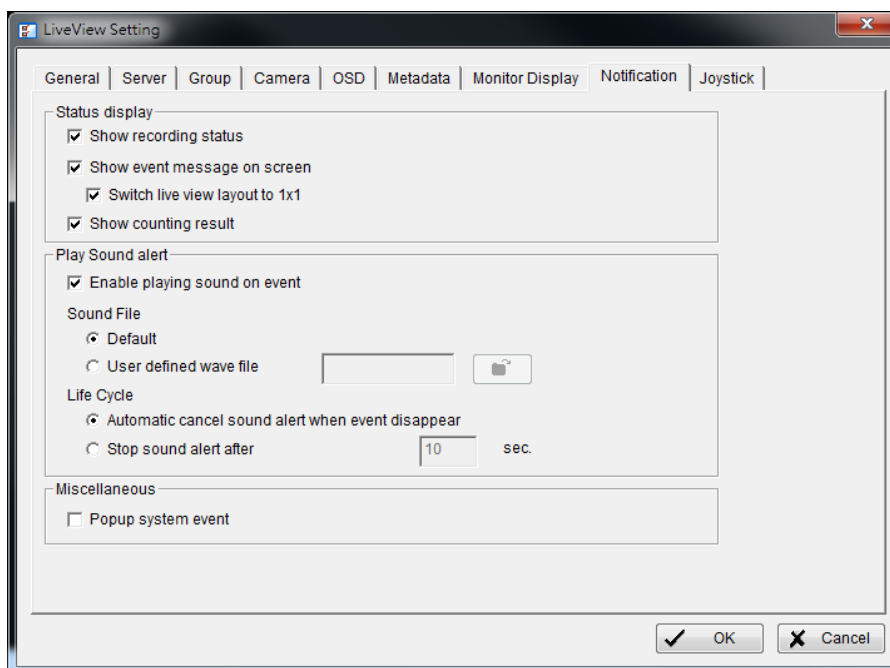 LiveView Setting
General Server Group Camera OSD Metadata Monitor Display Notification Joystick
Status display
Show recording status
Show event message on screen
Switch live view layout to 1x1
Show counting result
Play Sound alert
Enable playing sound on event
Sound File
Default
User defined wave file
Life Cycle
Automatic cancel sound alert when event disappear
Stop sound alert after 10 sec.
Miscellaneous
Popup system event
OK Cancel